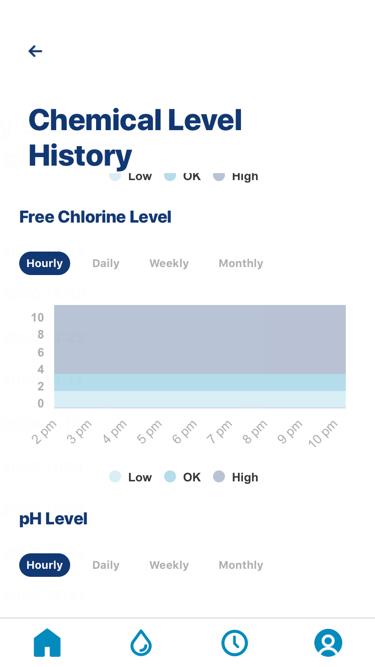 Chemical Level
History
Low OK High
Free Chlorine Level
Hourly Daily Weekly Monthly
10
8
6
4
2
0
2 pm 3 pm 4 pm 5 pm 6 pm 7 pm 8 pm 9 pm 10 pm
Low OK High
pH Level
Hourly Daily Weekly Monthly